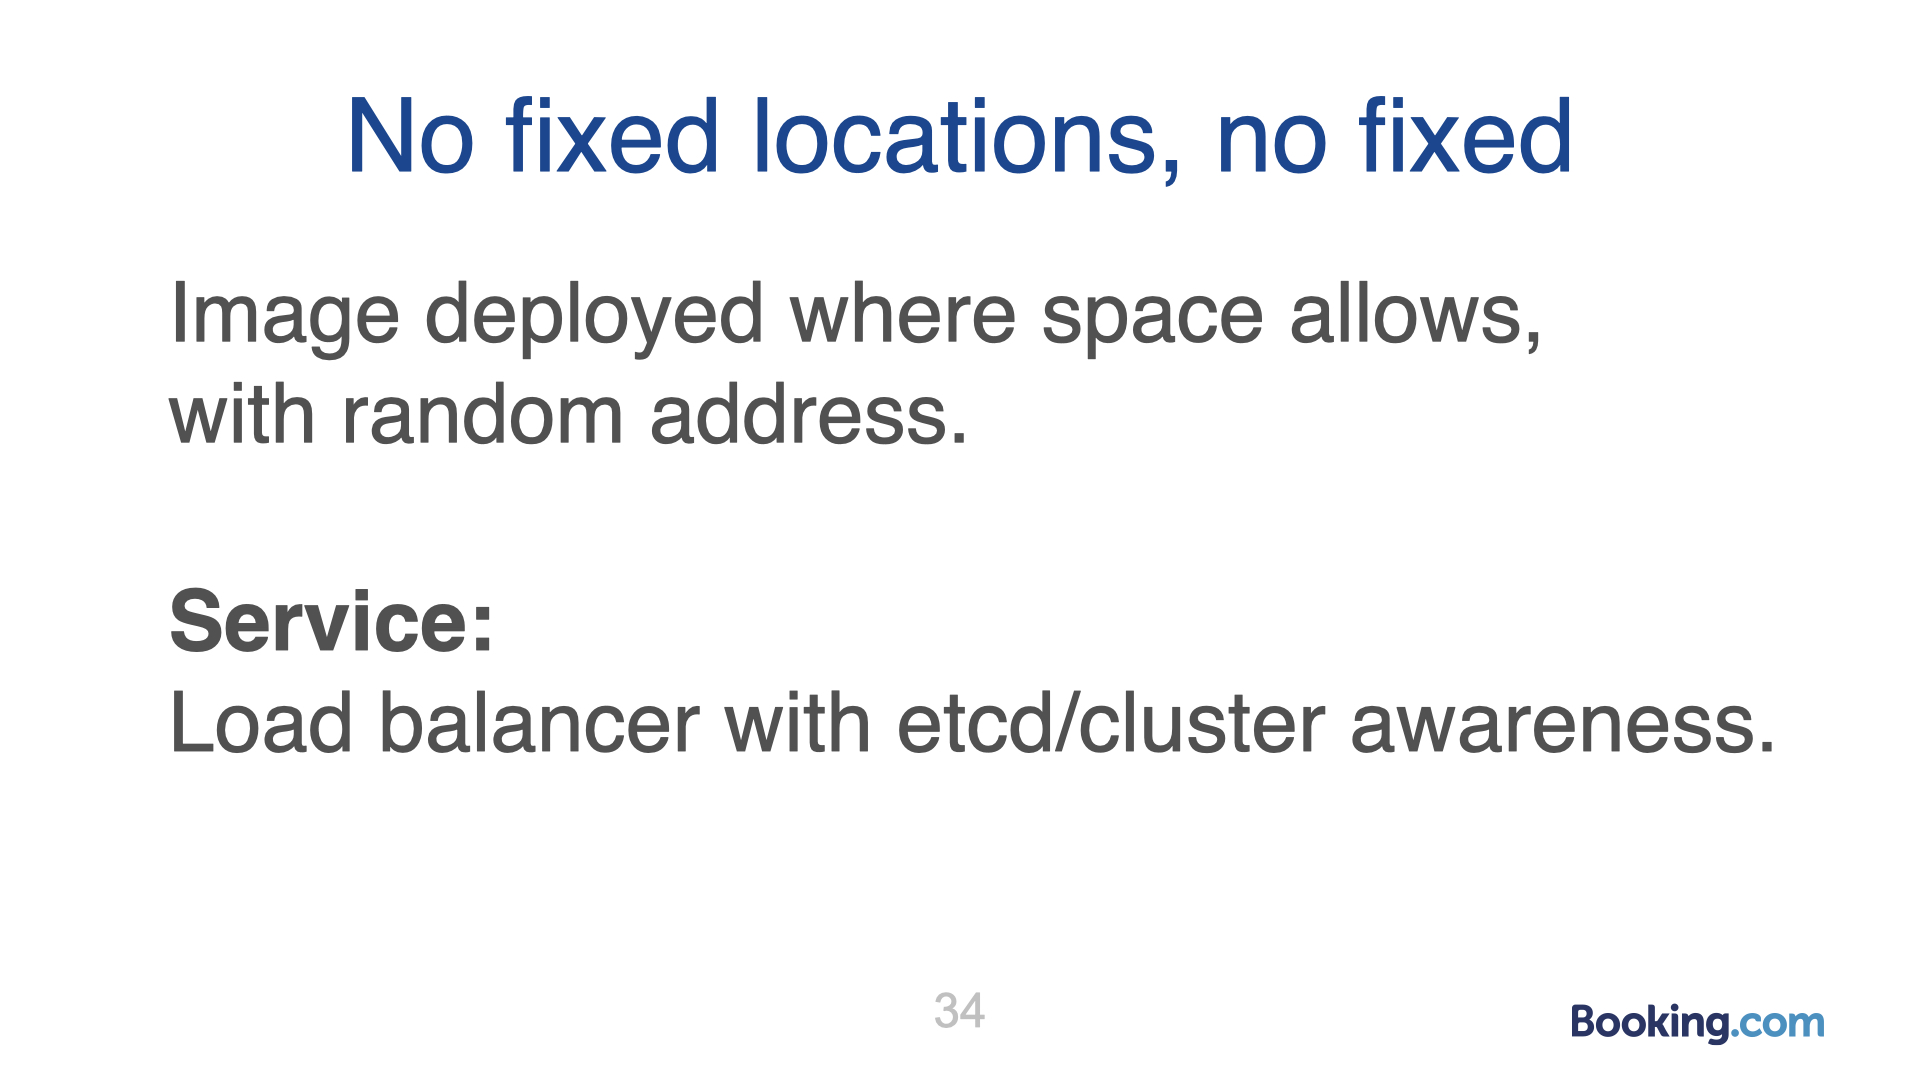 No fixed locations, no fixed
Image deployed where space allows,
with random address.
Service:
Load balancer with etcd/cluster awareness.
34
Booking.com